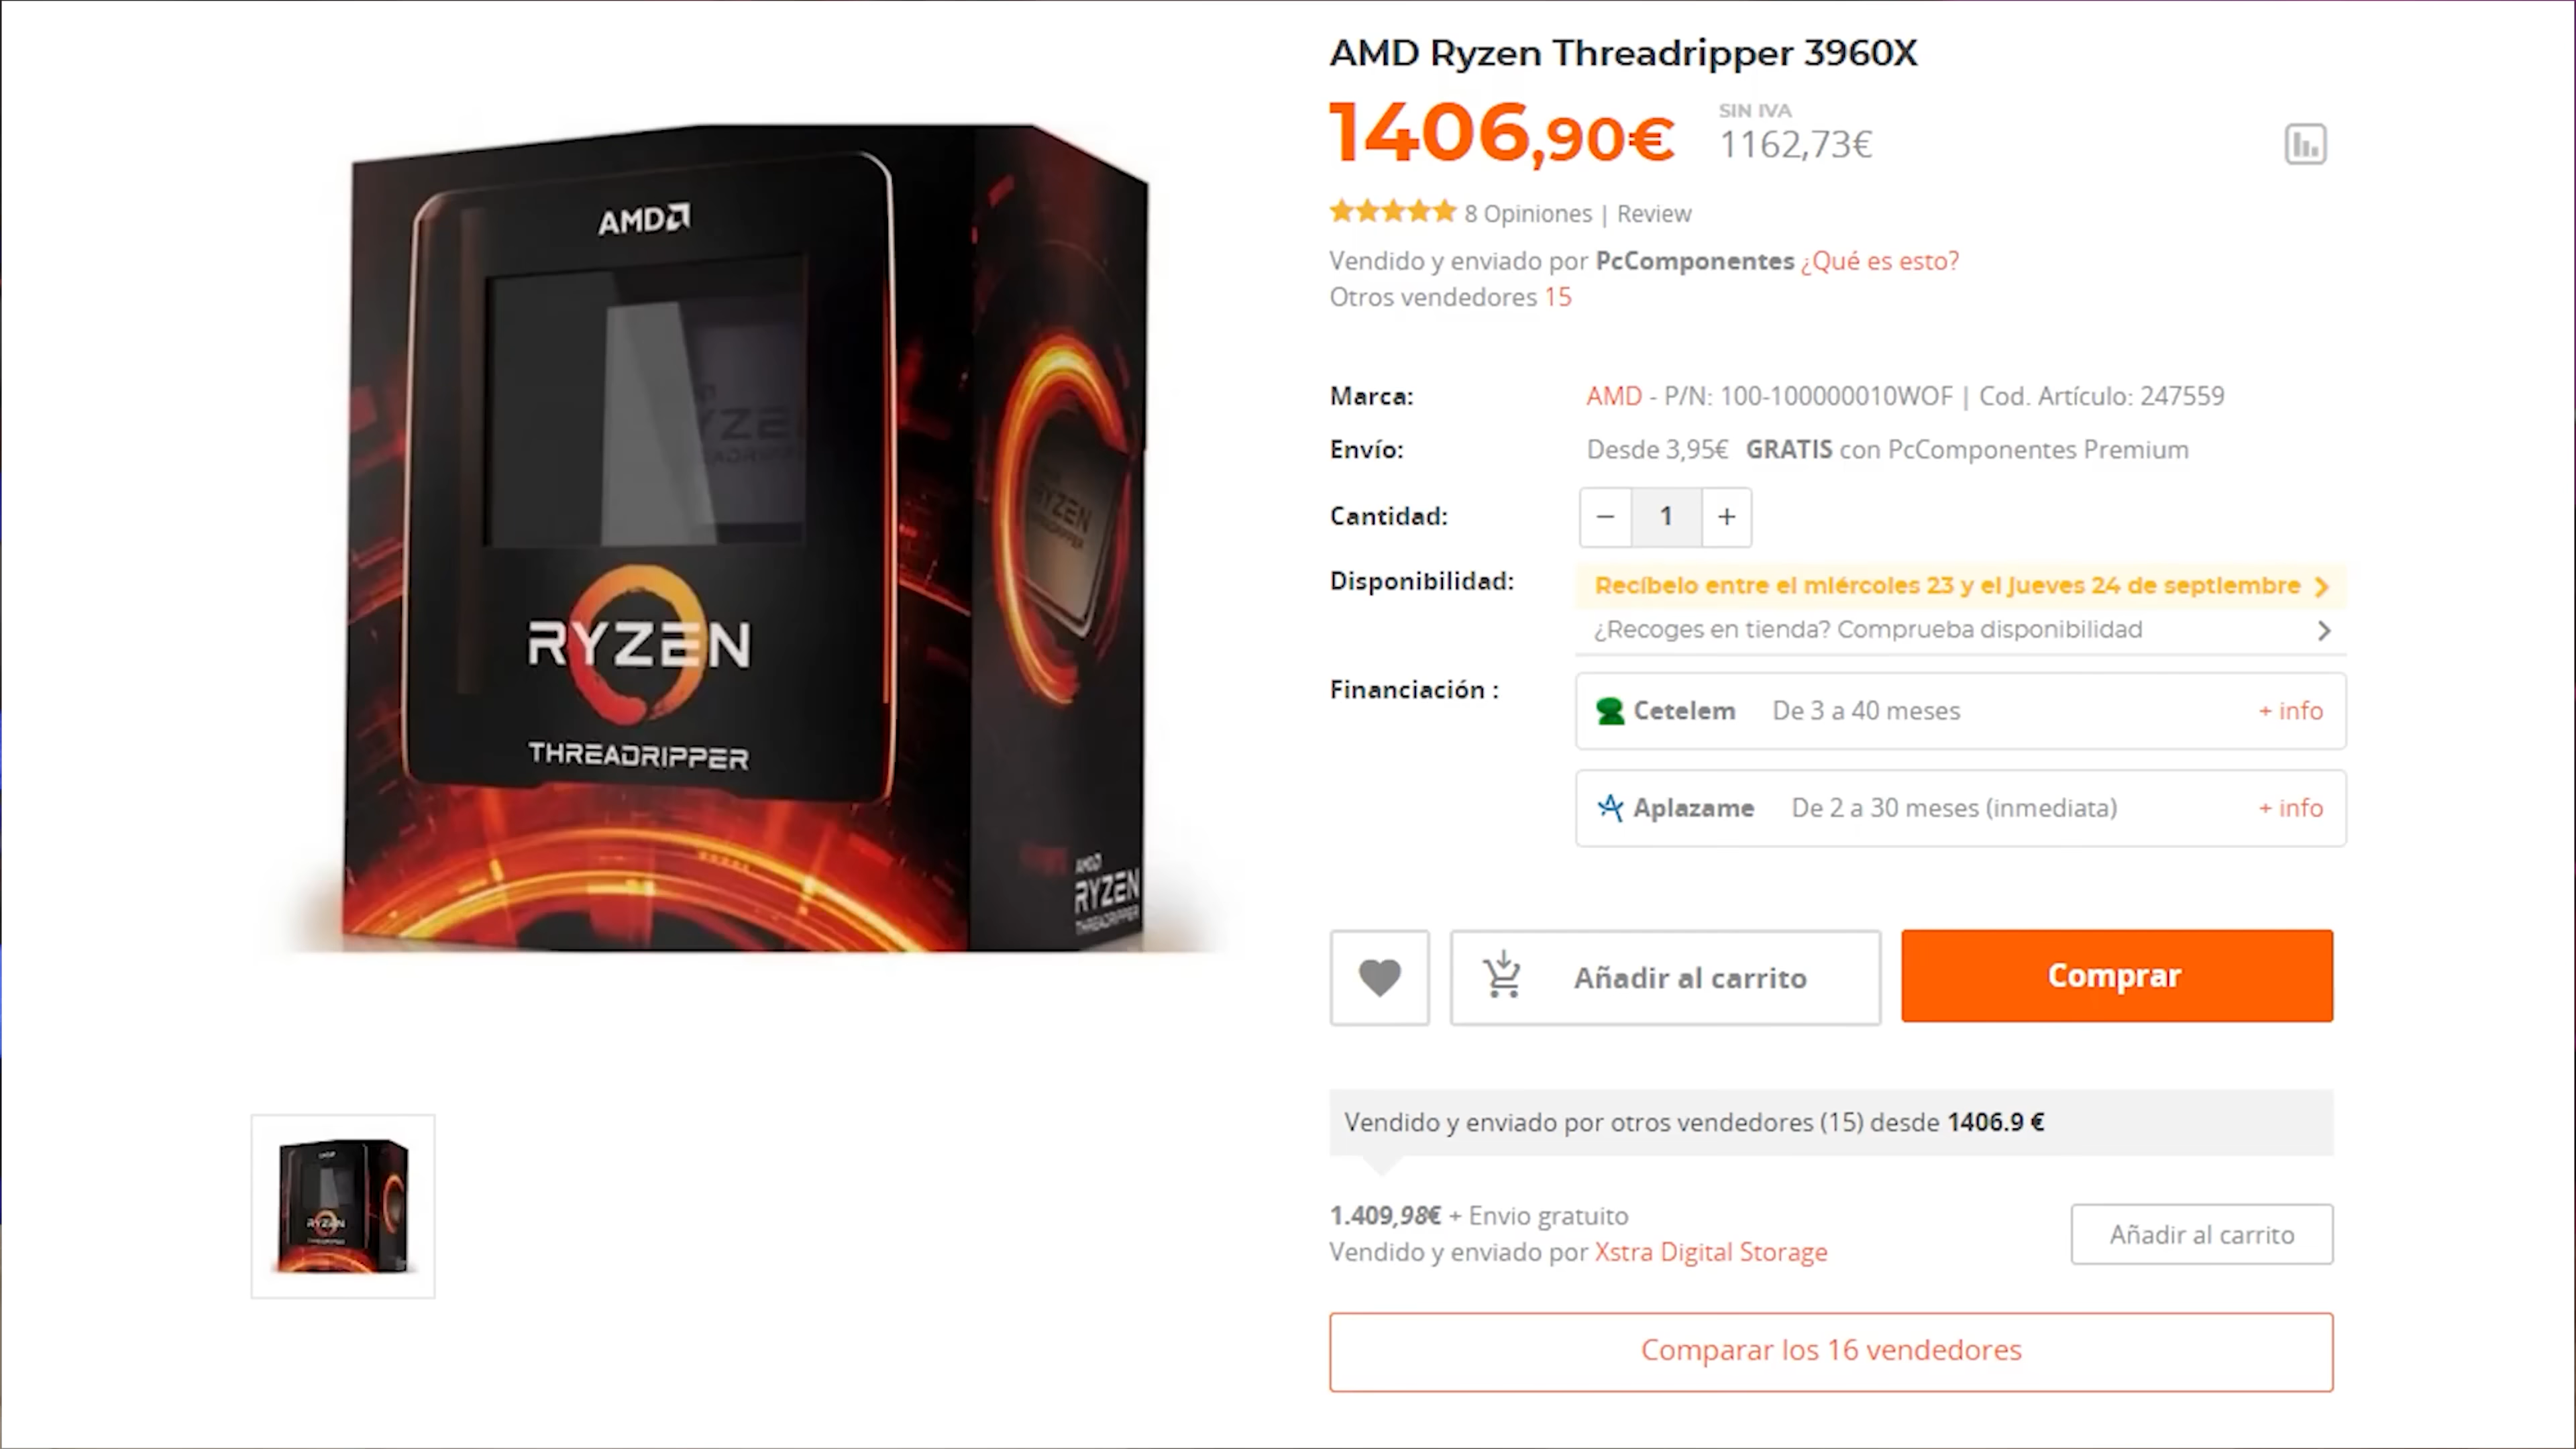 AMD
RYZEN
THREADRIPPER
RYZEN
AMD
RYZEN
THREADRIPPER
RYZEN
AMD Ryzen Threadripper 3960X
1406,90€
SIN IVA
1162,73€
8 Opiniones | Review
Vendido y enviado por PcComponentes ¿Qué es esto?
Otros vendedores 15
Marca: AMD - P/N: 100-100000010WOF | Cod. Artículo: 247559
Envío: Desde 3,95€ GRATIS con PcComponentes Premium
Cantidad: − 1 +
Disponibilidad: Recíbelo entre el miércoles 23 y el jueves 24 de septiembre
¿Recoges en tienda? Comprueba disponibilidad
Financiación : Cetelem De 3 a 40 meses + info
Aplazame De 2 a 30 meses (inmediata) + info
Añadir al carrito
Comprar
Vendido y enviado por otros vendedores (15) desde 1406.9 €
1.409,98€ + Envio gratuito
Vendido y enviado por Xstra Digital Storage
Añadir al carrito
Comparar los 16 vendedores